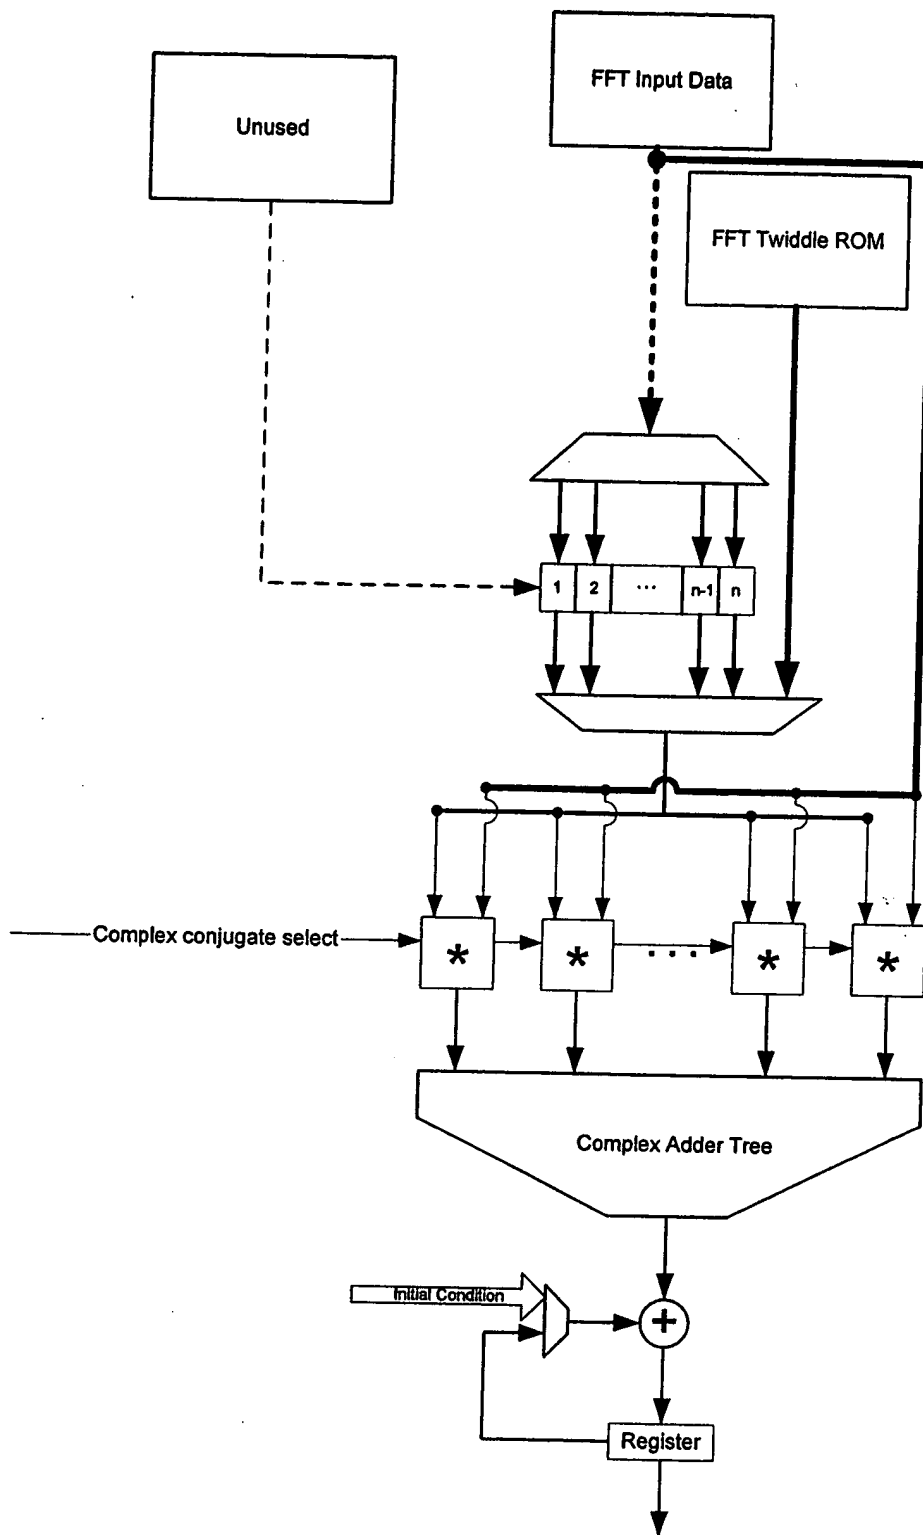 FFT Input Data
Unused
FFT Twiddle ROM
1 2 ... n-1 n
Complex conjugate select
* * ... * *
Complex Adder Tree
Initial Condition
+
Register